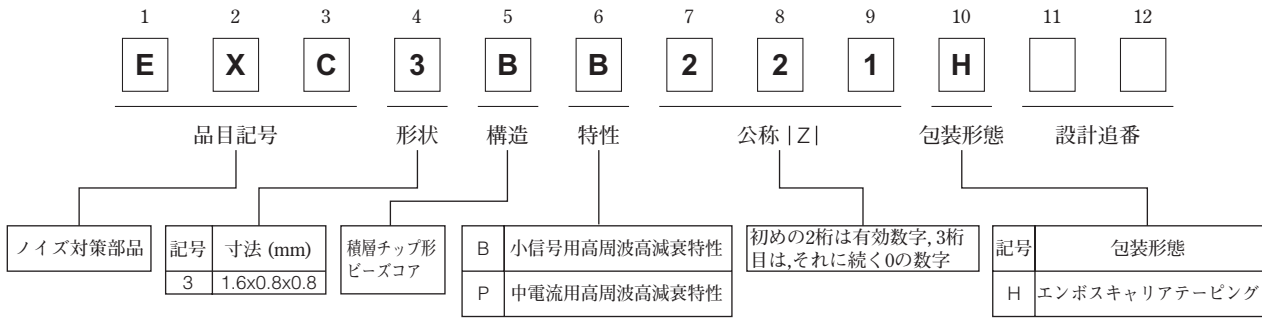 1 2 3 4 5 6 7 8 9 10 11 12
E X C 3 B B 2 2 1 H
品目記号 形状 構造 特性 公称 |Z| 包装形態 設計追番
ノイズ対策部品
記号 寸法 (mm)
3 1.6x0.8x0.8
積層チップ形
ビーズコア
B 小信号用高周波高減衰特性
P 中電流用高周波高減衰特性
初めの2桁は有効数字, 3桁
目は,それに続く0の数字
記号 包装形態
H エンボスキャリアテーピング